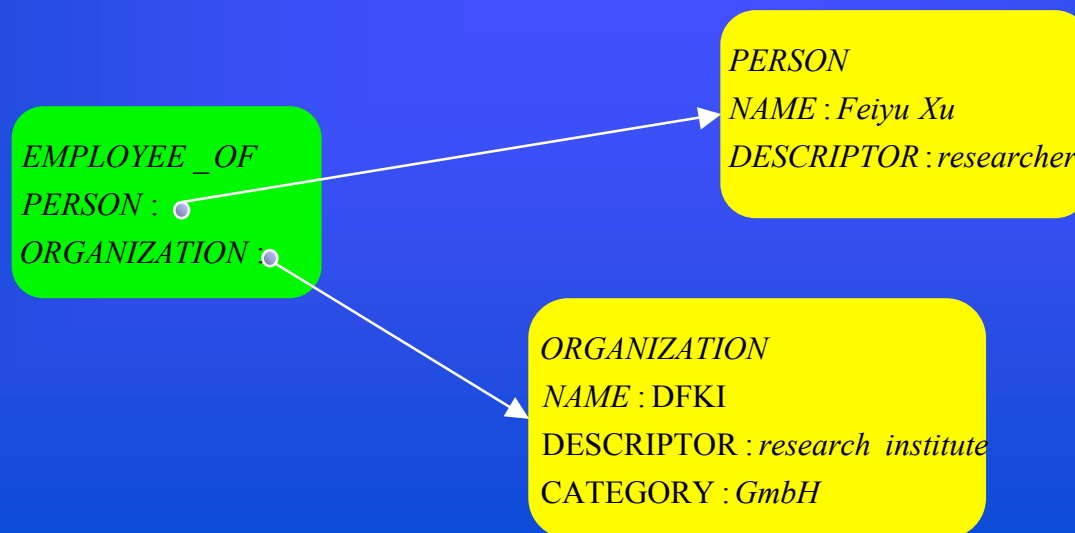 EMPLOYEE _OF
PERSON :
ORGANIZATION :
PERSON
NAME : Feiyu Xu
DESCRIPTOR : researcher
ORGANIZATION
NAME : DFKI
DESCRIPTOR : research institute
CATEGORY : GmbH